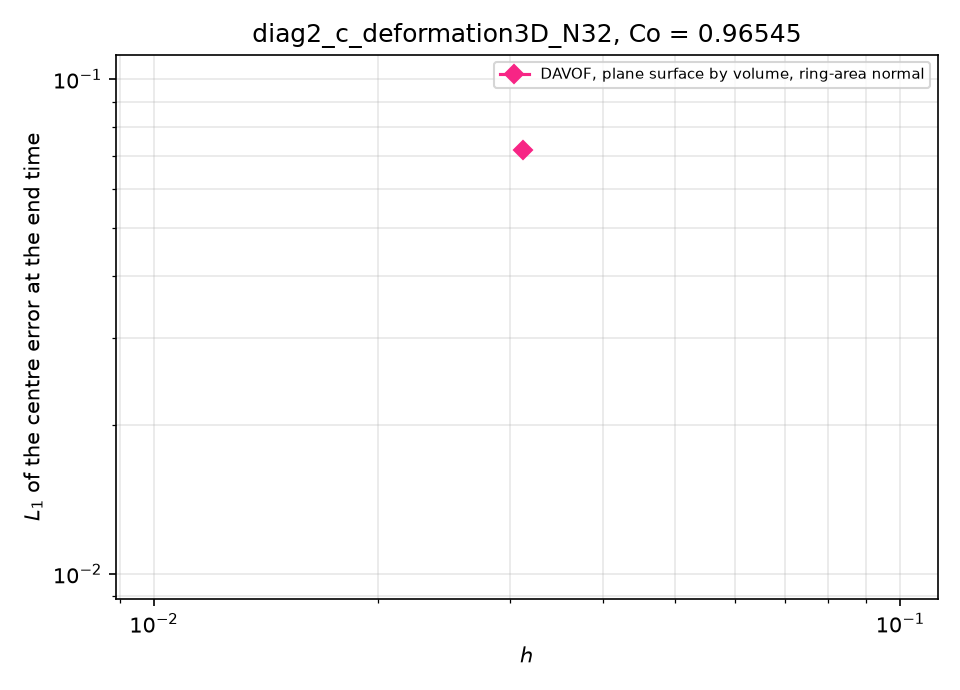 diag2_c_deformation3D_N32, Co = 0.96545
DAVOF, plane surface by volume, ring-area normal
L₁ of the centre error at the end time
10⁻¹
10⁻²
10⁻²
10⁻¹
h